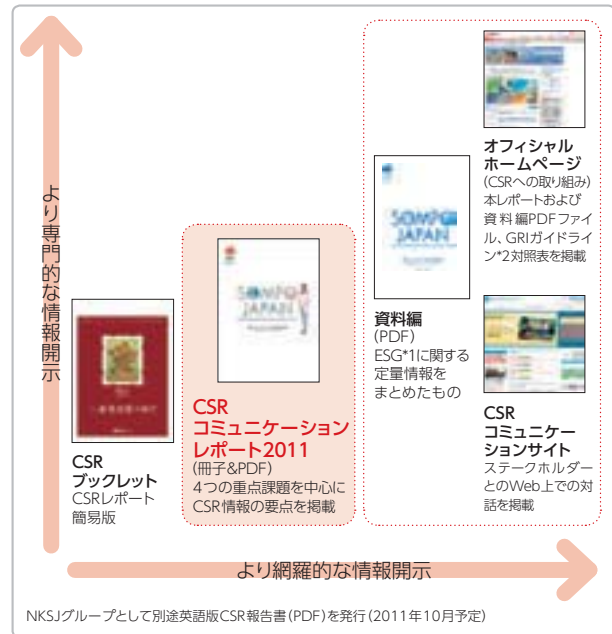 より専門的な情報開示
CSR
ブックレット
CSRレポート
簡易版
SOMPO
JAPAN
CSR
コミュニケーション
レポート2011
(冊子&PDF)
4つの重点課題を中心に
CSR情報の要点を掲載
SOMPO
JAPAN
資料編
(PDF)
ESG*1に関する
定量情報を
まとめたもの
オフィシャル
ホームページ
(CSRへの取り組み)
本レポートおよび
資料編PDFファイ
ル、GRIガイドライ
ン*2対照表を掲載
CSR
コミュニケー
ションサイト
ステークホルダー
とのWeb上での対
話を掲載
より網羅的な情報開示
NKSJグループとして別途英語版CSR報告書(PDF)を発行(2011年10月予定)